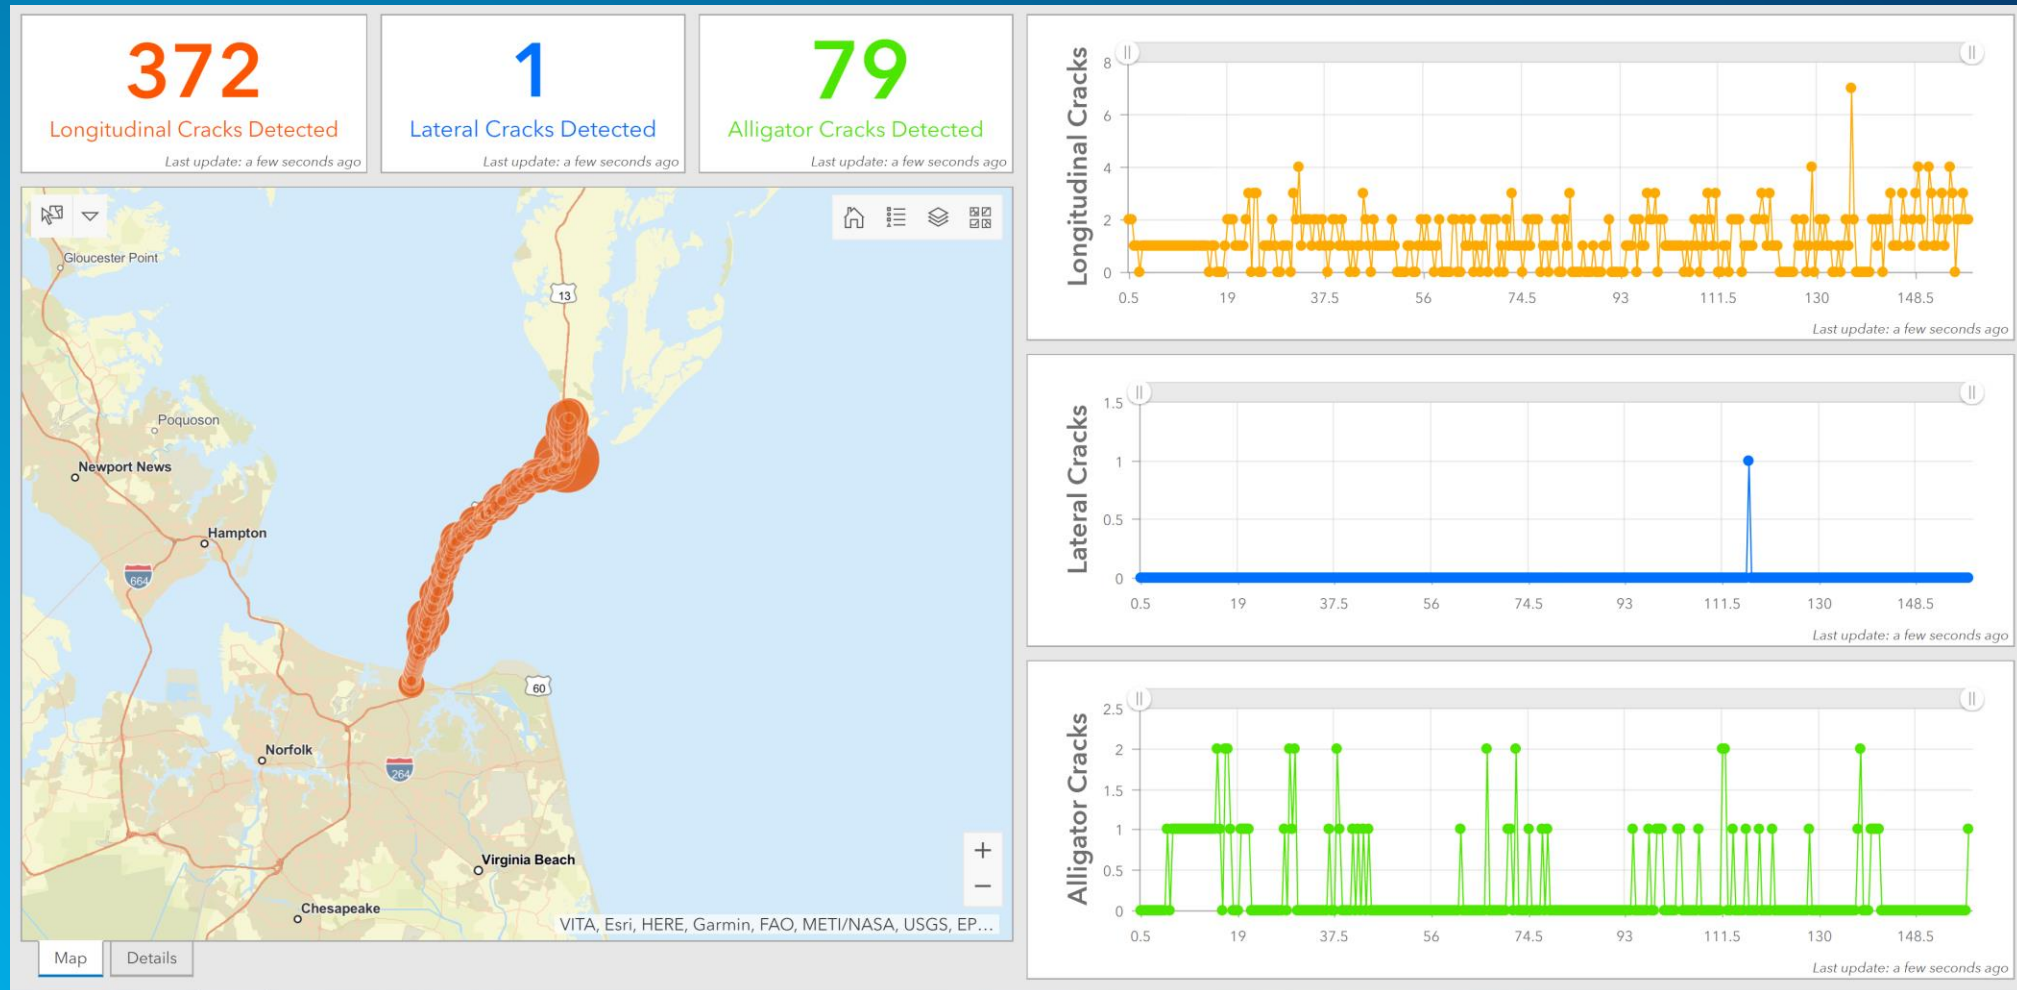 372
Longitudinal Cracks Detected
Last update: a few seconds ago
1
Lateral Cracks Detected
Last update: a few seconds ago
79
Alligator Cracks Detected
Last update: a few seconds ago
Gloucester Point
13
Poquoson
Newport News
Hampton
664
60
Norfolk
264
Virginia Beach
Chesapeake
+
−
VITA, Esri, HERE, Garmin, FAO, METI/NASA, USGS, EP...
Map
Details
Longitudinal Cracks
8
6
4
2
0
0.5 19 37.5 56 74.5 93 111.5 130 148.5
Last update: a few seconds ago
Lateral Cracks
1.5
1
0.5
0
0.5 19 37.5 56 74.5 93 111.5 130 148.5
Last update: a few seconds ago
Alligator Cracks
2.5
2
1.5
1
0.5
0
0.5 19 37.5 56 74.5 93 111.5 130 148.5
Last update: a few seconds ago